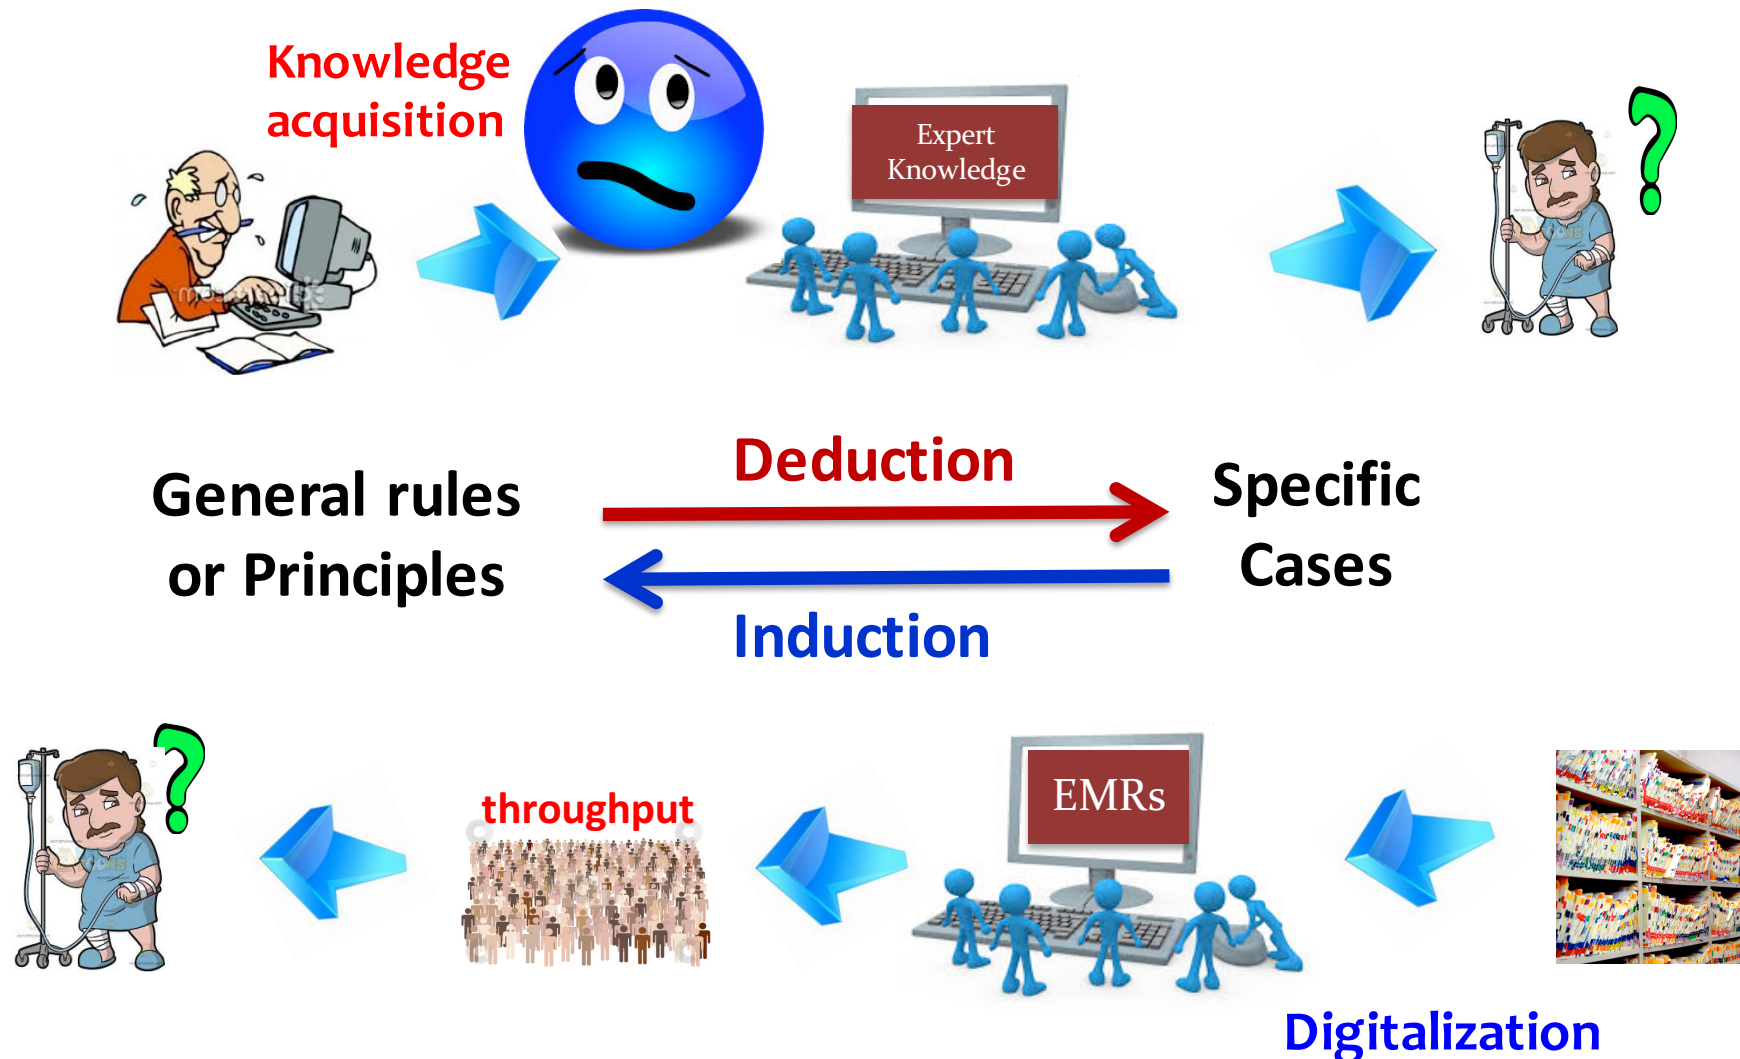 Knowledge
acquisition
Expert
Knowledge
Deduction
General rules
or Principles
Specific
Cases
Induction
throughput
EMRs
Digitalization